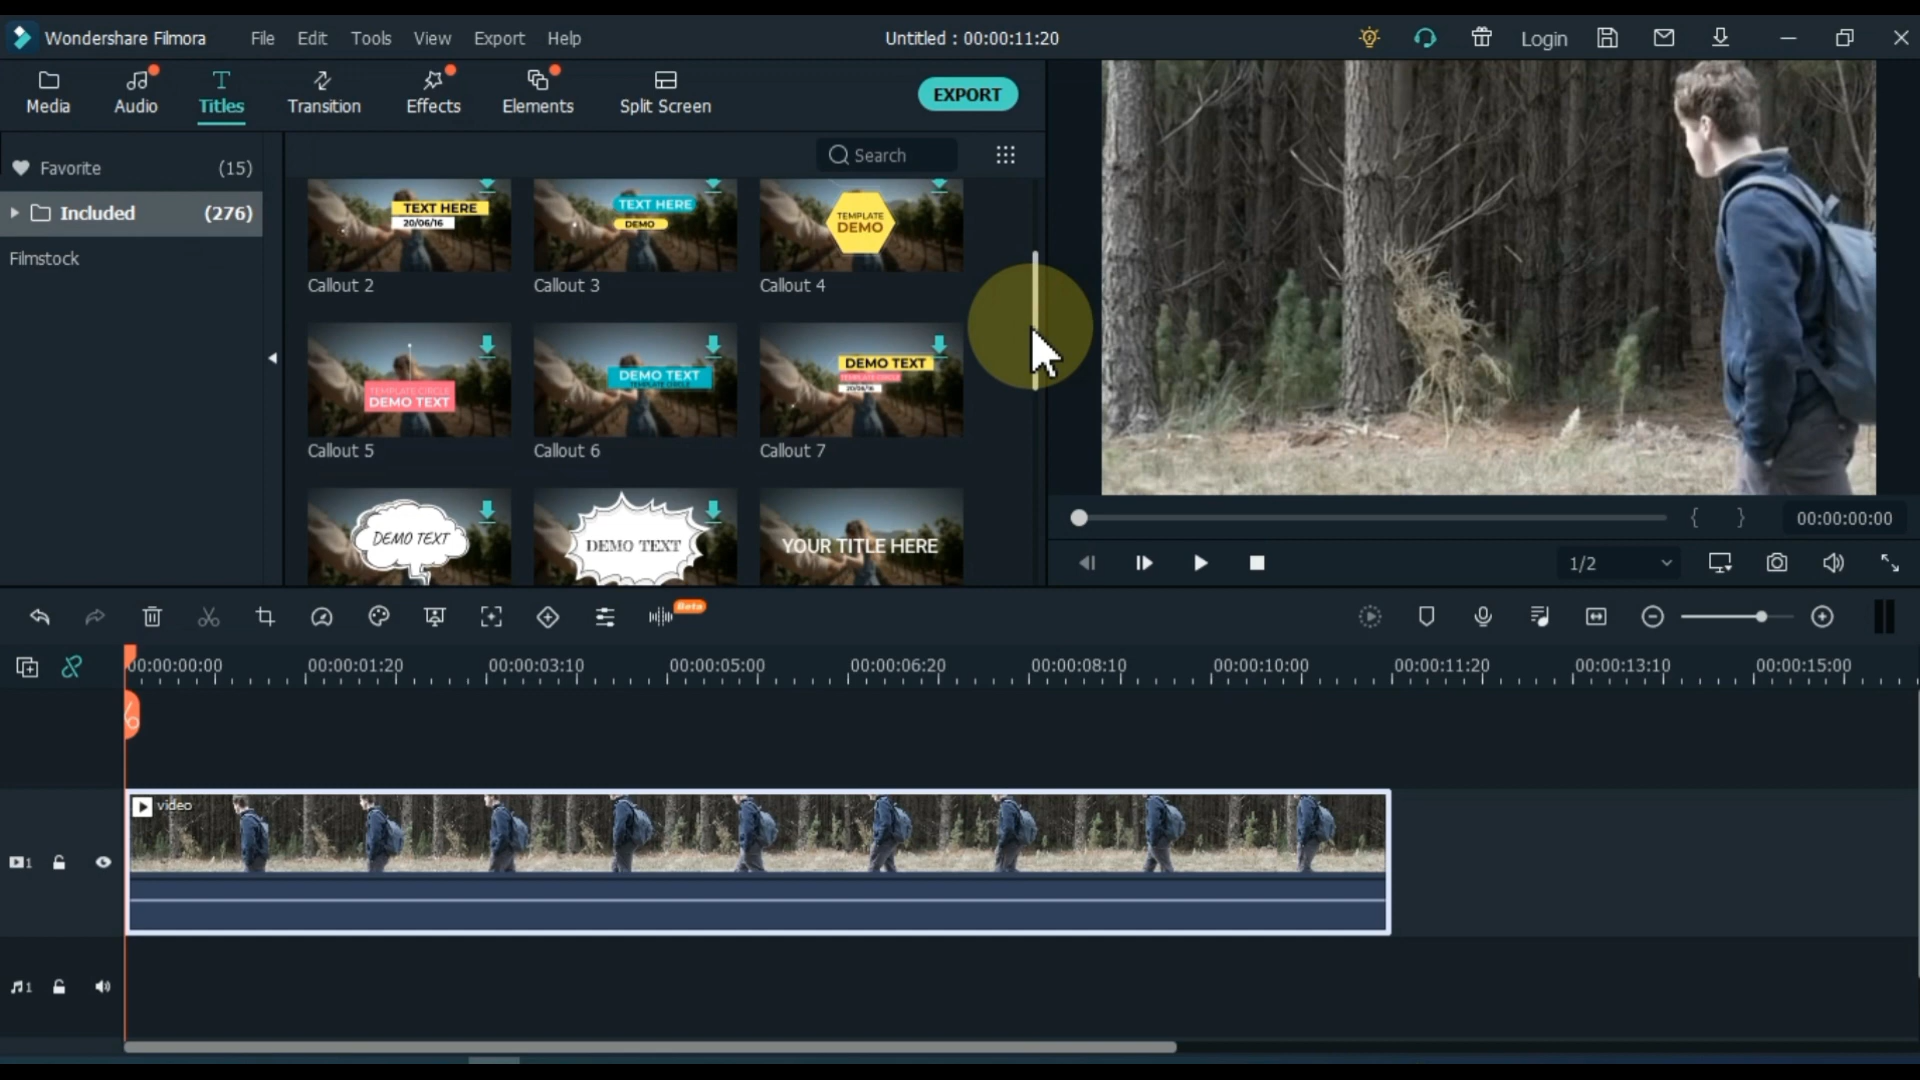 Wondershare Filmora File Edit Tools View Export Help Untitled : 00:00:11:20 Login
Media Audio Titles Transition Effects Elements Split Screen EXPORT
Favorite (15)
Search
Included (276)
Filmstock
TEXT HERE
20/06/16
TEXT HERE
DEMO
TEMPLATE
DEMO
Callout 2 Callout 3 Callout 4
TEMPLATE CIRCLE
DEMO TEXT
DEMO TEXT
TEMPLATE CIRCLE
DEMO TEXT
20/06/16
Callout 5 Callout 6 Callout 7
DEMO TEXT
DEMO TEXT
YOUR TITLE HERE
{ } 00:00:00:00
1/2
Beta
00:00:00:00 00:00:01:20 00:00:03:10 00:00:05:00 00:00:06:20 00:00:08:10 00:00:10:00 00:00:11:20 00:00:13:10 00:00:15:00
video
1
1